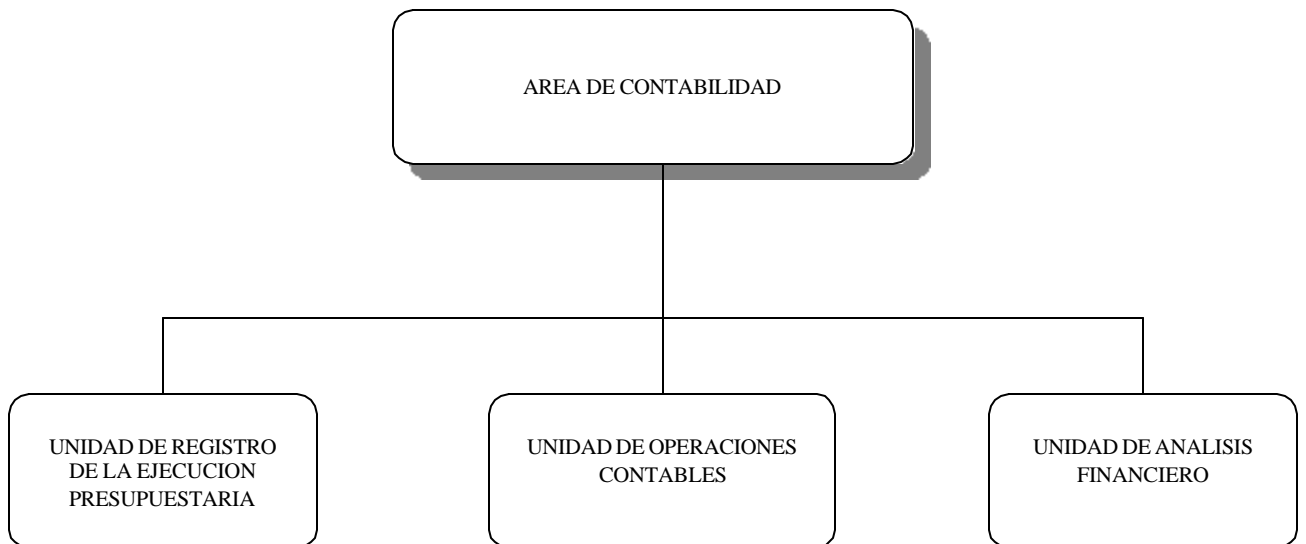 AREA DE CONTABILIDAD
UNIDAD DE REGISTRO
DE LA EJECUCION
PRESUPUESTARIA
UNIDAD DE OPERACIONES
CONTABLES
UNIDAD DE ANALISIS
FINANCIERO